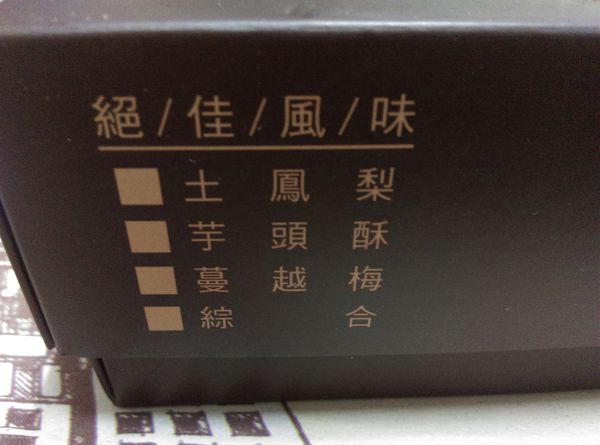 絕/佳/風/味
土鳳梨
芋頭酥
蔓越梅
綜合